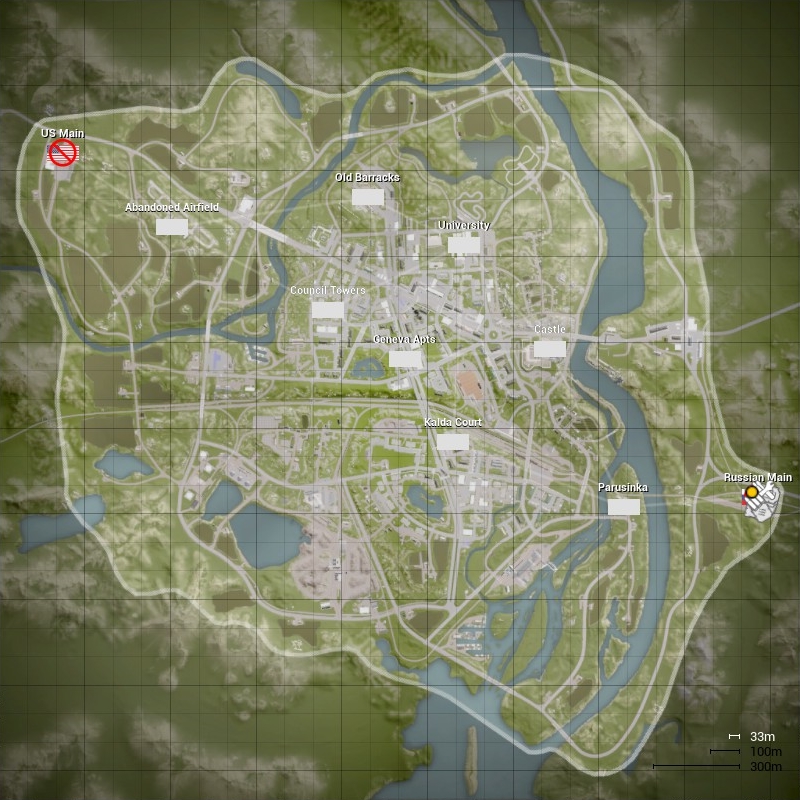 US Main
Old Barracks
Abandoned Airfield
University
Council Towers
Castle
Geneva Apts
Kalda Court
Russian Main
Parusinka
33m
100m
300m